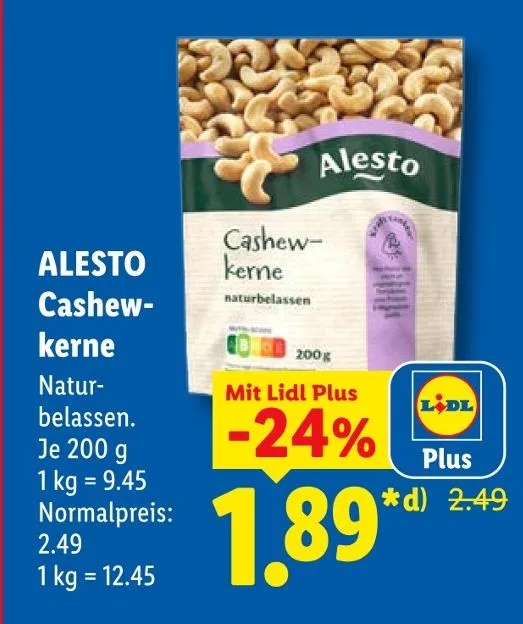 Alesto
Cashew-
kerne
naturbelassen
200g
ALESTO
Cashew-
kerne
Natur-
belassen.
Je 200 g
1 kg = 9.45
Normalpreis:
2.49
1 kg = 12.45
Mit Lidl Plus
-24%
LIDL
Plus
1.89*d) 2.49